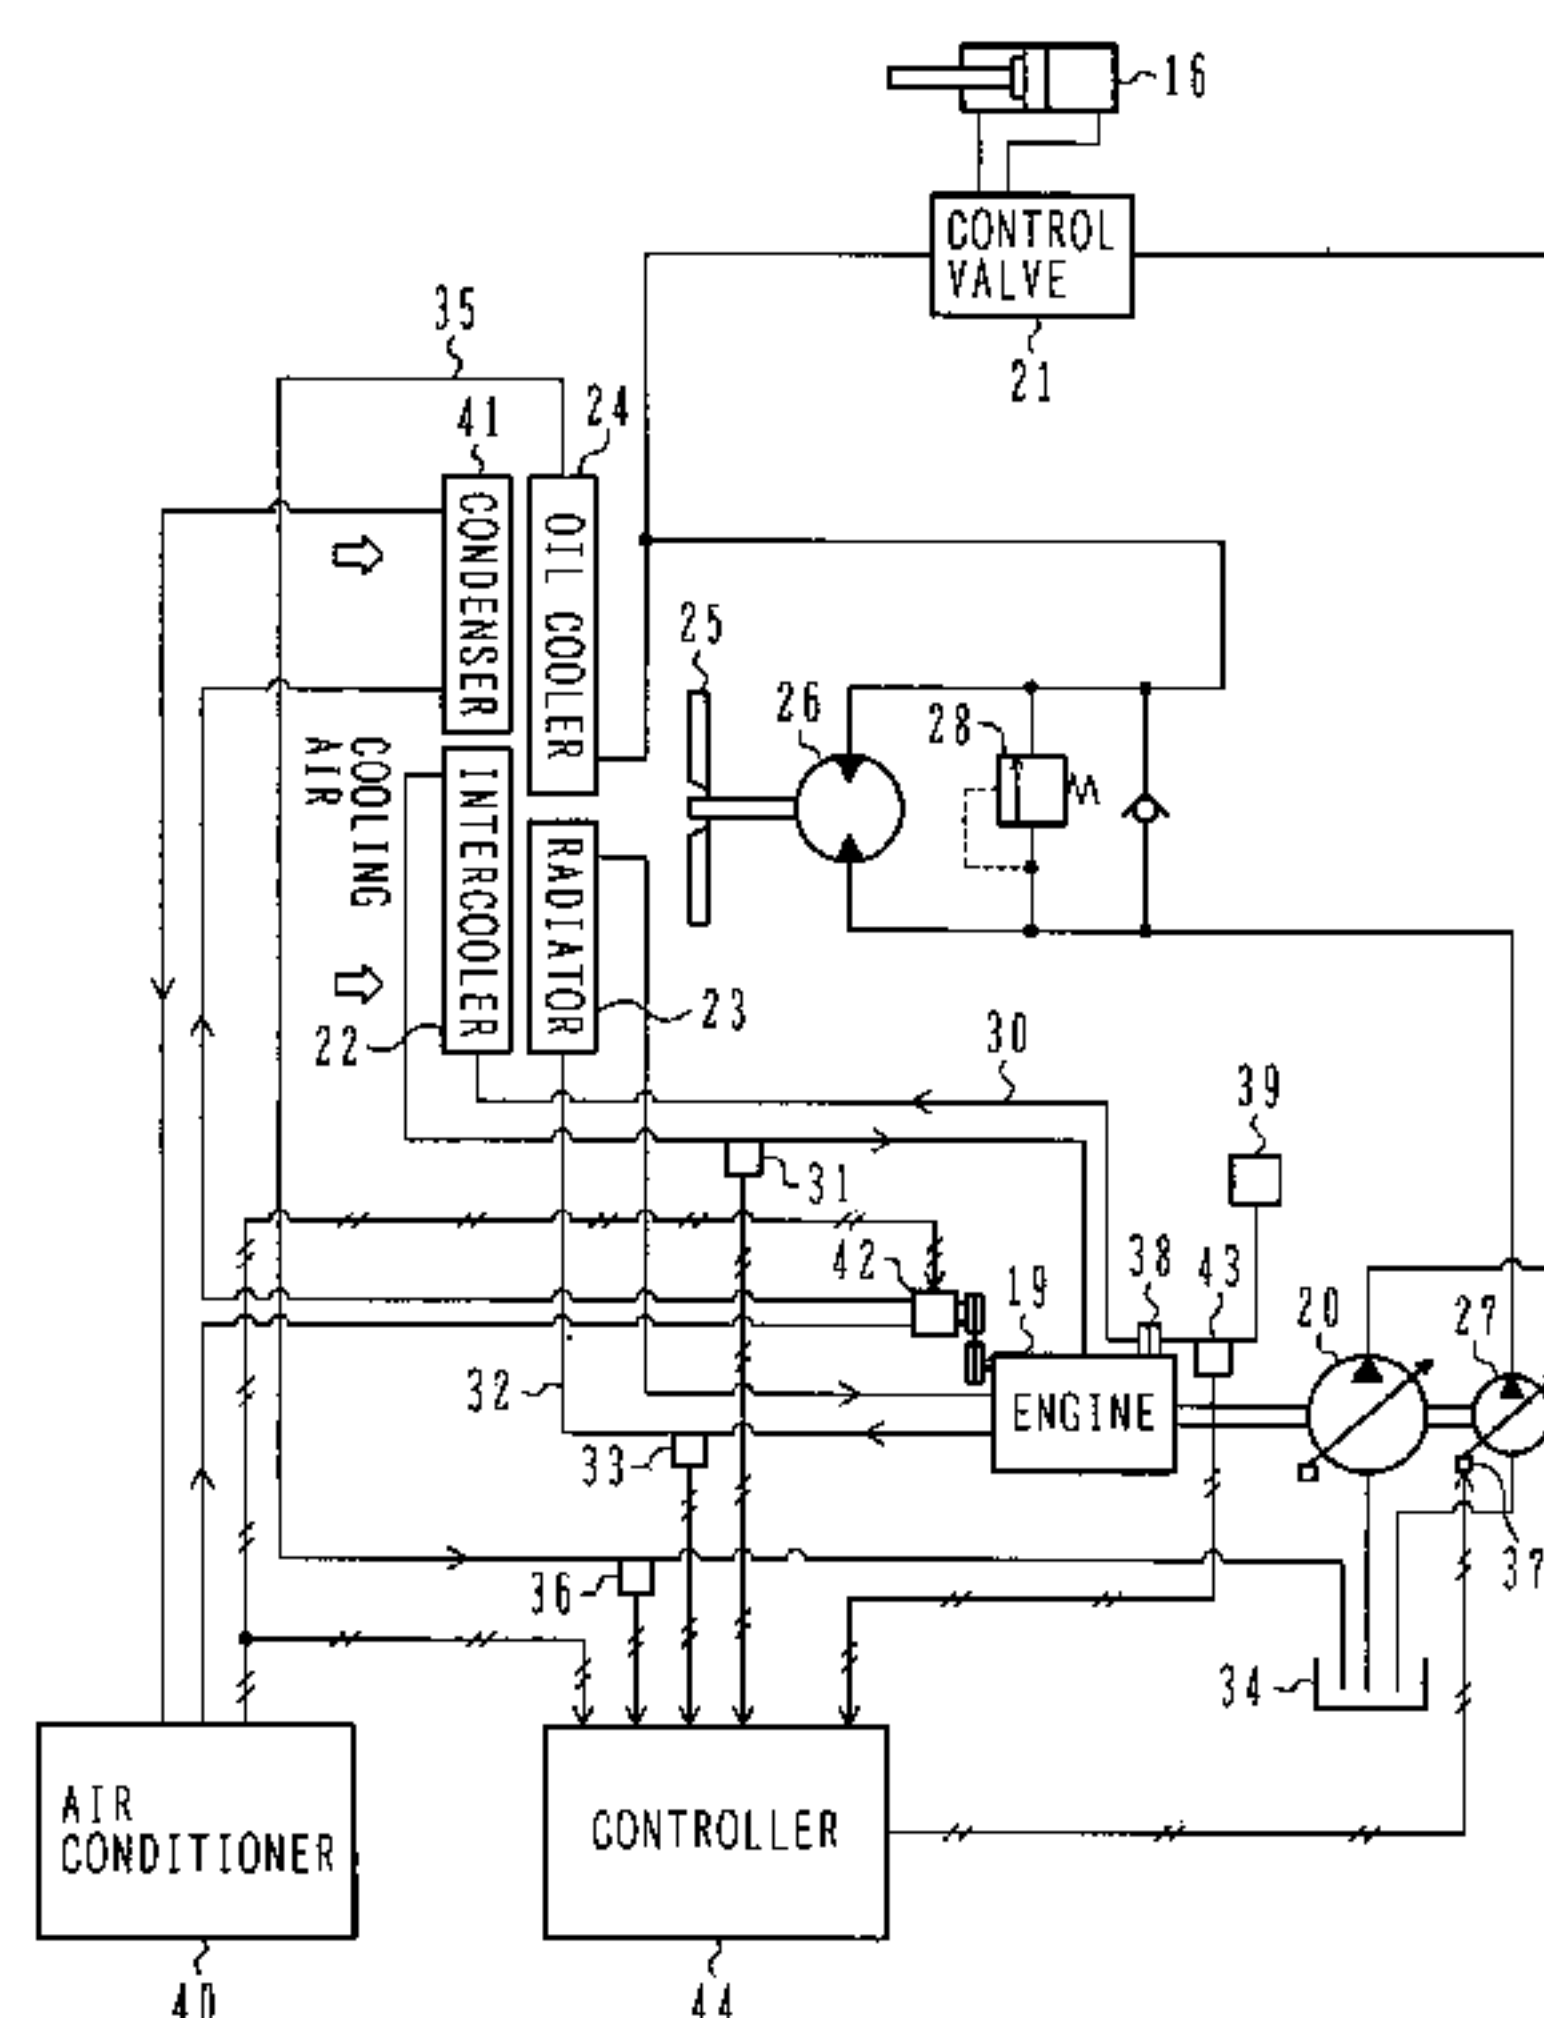 16
CONTROL
VALVE
21
35
41
24
CONDENSER
OIL COOLER
25
26
28
COOLING
AIR
INTERCOOLER
RADIATOR
22
23
30
39
31
42
19
38
43
20
27
32
ENGINE
33
36
37
34
AIR
CONDITIONER
CONTROLLER
40
44